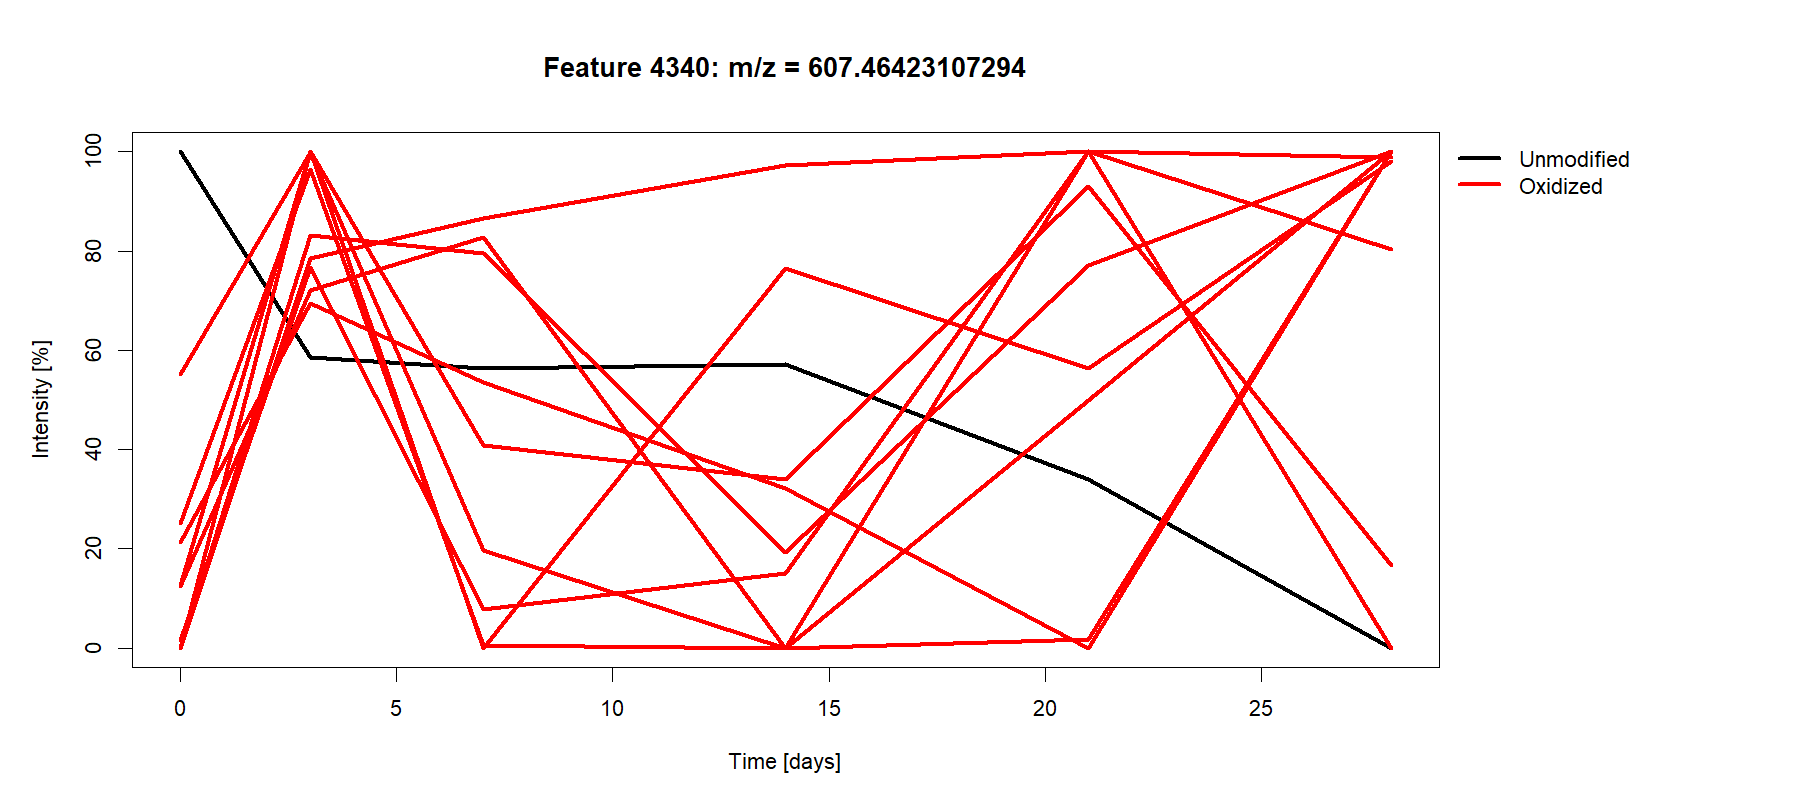 Feature 4340: m/z = 607.46423107294
Unmodified
Oxidized
Intensity [%]
100
80
60
40
20
0
0 5 10 15 20 25
Time [days]